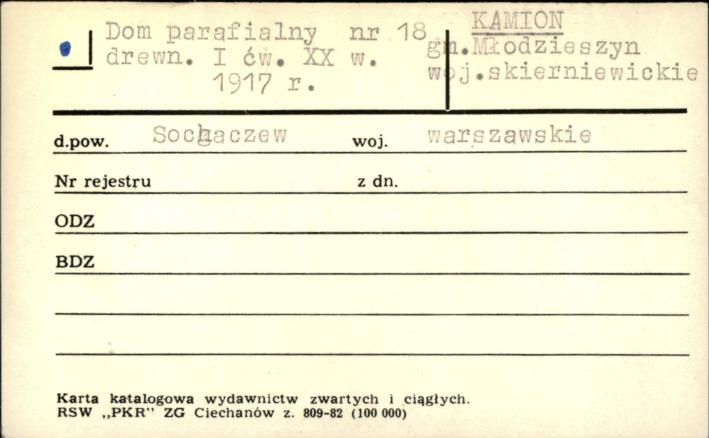 Dom parafialny nr 18
drewn. I ćw. XX w.
1917 r.
KAMION
gm.Młodzieszyn
woj.skierniewickie
d.pow. Sochaczew woj. warszawskie
Nr rejestru z dn.
ODZ
BDZ
Karta katalogowa wydawnictw zwartych i ciągłych.
RSW „PKR" ZG Ciechanów z. 809-82 (100 000)